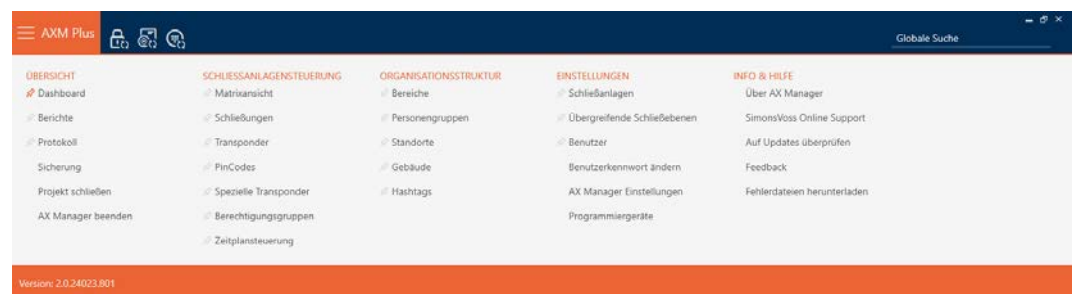 AXM Plus
Globale Suche
ÜBERSICHT
Dashboard
Berichte
Protokoll
Sicherung
Projekt schließen
AX Manager beenden
SCHLIESSANLAGENSTEUERUNG
Matrixansicht
Schließungen
Transponder
PinCodes
Spezielle Transponder
Berechtigungsgruppen
Zeitplansteuerung
ORGANISATIONSSTRUKTUR
Bereiche
Personengruppen
Standorte
Gebäude
Hashtags
EINSTELLUNGEN
Schließanlagen
Übergreifende Schließebenen
Benutzer
Benutzerkennwort ändern
AX Manager Einstellungen
Programmiergeräte
INFO & HILFE
Über AX Manager
SimonsVoss Online Support
Auf Updates überprüfen
Feedback
Fehlerdateien herunterladen
Version: 2.0.24023.801